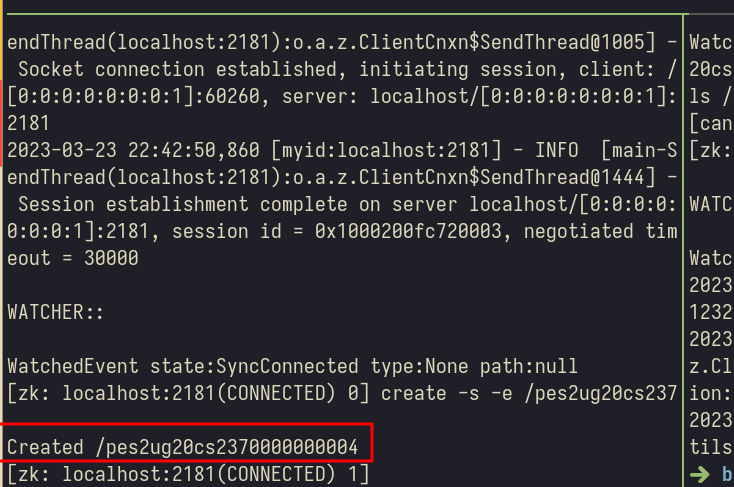 endThread(localhost:2181):o.a.z.ClientCnxn$SendThread@1005] -
 Socket connection established, initiating session, client: /
[0:0:0:0:0:0:0:1]:60260, server: localhost/[0:0:0:0:0:0:0:1]:
2181
2023-03-23 22:42:50,860 [myid:localhost:2181] - INFO  [main-S
endThread(localhost:2181):o.a.z.ClientCnxn$SendThread@1444] -
 Session establishment complete on server localhost/[0:0:0:0:
0:0:0:1]:2181, session id = 0x1000200fc720003, negotiated tim
eout = 30000
WATCHER::
WatchedEvent state:SyncConnected type:None path:null
[zk: localhost:2181(CONNECTED) 0] create -s -e /pes2ug20cs237
Created /pes2ug20cs2370000000004
[zk: localhost:2181(CONNECTED) 1]
Watc
20cs
ls /
[can
[zk:
WATC
Watc
2023
1232
2023
z.Cl
ion:
2023
tils
➜ b